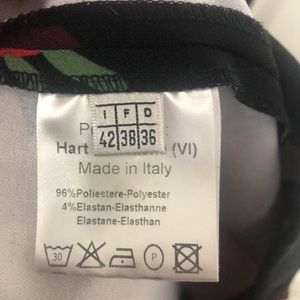 I F D
42 38 36
Hart (VI)
Made in Italy
96%Poliestere-Polyester
4%Elastan-Elasthanne
Elastane-Elasthan
30 P